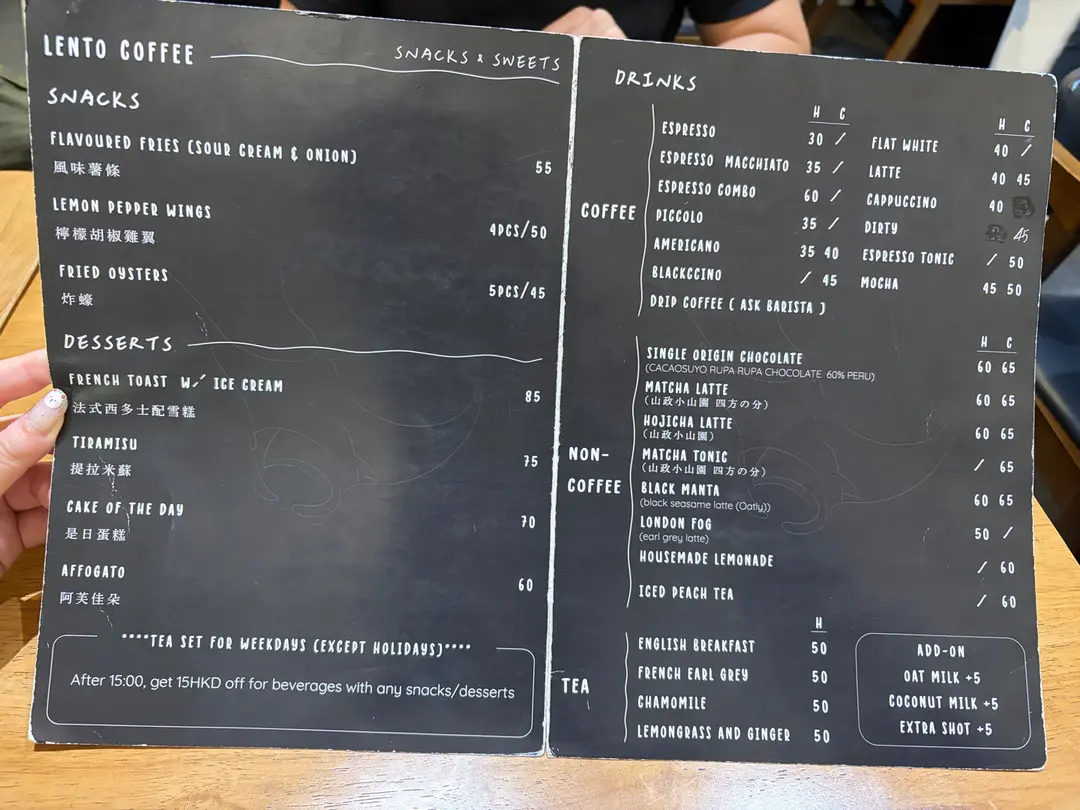 LENTO COFFEE
SNACKS & SWEETS
SNACKS
FLAVOURED FRIES (SOUR CREAM & ONION) 55
風味薯條
LEMON PEPPER WINGS 4PCS/50
檸檬胡椒雞翼
FRIED OYSTERS 5PCS/45
炸蠔
DESSERTS
FRENCH TOAST W/ ICE CREAM 85
法式西多士配雪糕
TIRAMISU 75
提拉米蘇
CAKE OF THE DAY 70
是日蛋糕
AFFOGATO 60
阿芙佳朵
****TEA SET FOR WEEKDAYS (EXCEPT HOLIDAYS)****
After 15:00, get 15HKD off for beverages with any snacks/desserts
DRINKS
COFFEE
H C
ESPRESSO 30 /
ESPRESSO MACCHIATO 35 /
ESPRESSO COMBO 60 /
PICCOLO 35 /
AMERICANO 35 40
BLACKCCINO / 45
DRIP COFFEE ( ASK BARISTA )
H C
FLAT WHITE 40 /
LATTE 40 45
CAPPUCCINO 40
DIRTY 45
ESPRESSO TONIC / 50
MOCHA 45 50
NON-
COFFEE
H C
SINGLE ORIGIN CHOCOLATE 60 65
(CACAOSUYO RUPA RUPA CHOCOLATE 60% PERU)
MATCHA LATTE 60 65
(山政小山園 四方の分)
HOJICHA LATTE 60 65
(山政小山園)
MATCHA TONIC / 65
(山政小山園 四方の分)
BLACK MANTA 60 65
(black seasame latte (Oatly))
LONDON FOG 50 /
(earl grey latte)
HOUSEMADE LEMONADE / 60
ICED PEACH TEA / 60
TEA
H
ENGLISH BREAKFAST 50
FRENCH EARL GREY 50
CHAMOMILE 50
LEMONGRASS AND GINGER 50
ADD-ON
OAT MILK +5
COCONUT MILK +5
EXTRA SHOT +5